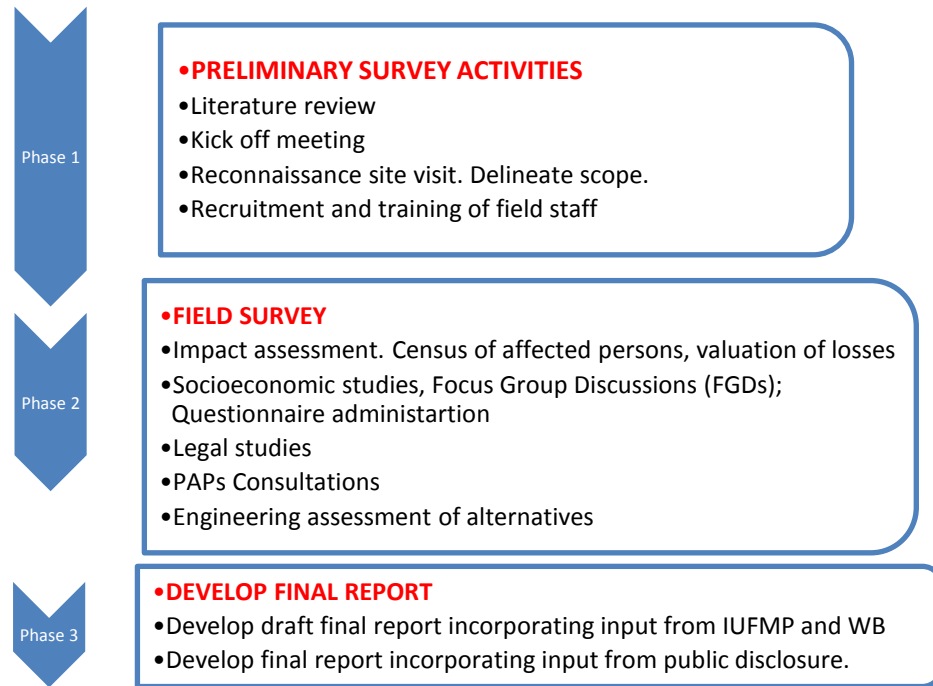 Phase 1
•PRELIMINARY SURVEY ACTIVITIES
•Literature review
•Kick off meeting
•Reconnaissance site visit. Delineate scope.
•Recruitment and training of field staff
Phase 2
•FIELD SURVEY
•Impact assessment. Census of affected persons, valuation of losses
•Socioeconomic studies, Focus Group Discussions (FGDs);
Questionnaire administartion
•Legal studies
•PAPs Consultations
•Engineering assessment of alternatives
Phase 3
•DEVELOP FINAL REPORT
•Develop draft final report incorporating input from IUFMP and WB
•Develop final report incorporating input from public disclosure.